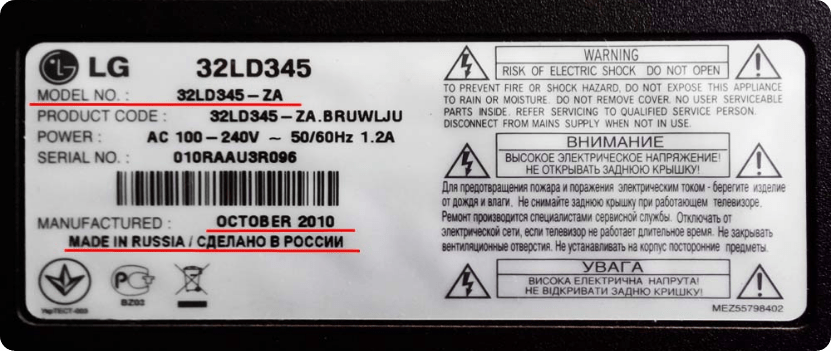 LG 32LD345
MODEL NO. : 32LD345-ZA
PRODUCT CODE : 32LD345-ZA.BRUWLJU
POWER : AC 100-240V ~ 50/60Hz 1.2A
SERIAL NO. : 010RAAU3R096
MANUFACTURED : OCTOBER 2010
MADE IN RUSSIA / СДЕЛАНО В РОССИИ
УкрТЕСТ-003
BZ03
WARNING
RISK OF ELECTRIC SHOCK DO NOT OPEN
TO PREVENT FIRE OR SHOCK HAZARD, DO NOT EXPOSE THIS APPLIANCE
TO RAIN OR MOISTURE. DO NOT REMOVE COVER. NO USER SERVICEABLE
PARTS INSIDE. REFER SERVICING TO QUALIFIED SERVICE PERSON.
DISCONNECT FROM MAINS SUPPLY WHEN NOT IN USE.
ВНИМАНИЕ
ВЫСОКОЕ ЭЛЕКТРИЧЕСКОЕ НАПРЯЖЕНИЕ!
НЕ ОТКРЫВАТЬ ЗАДНЮЮ КРЫШКУ!
Для предотвращения пожара и поражения электрическим током - берегите изделие
от дождя и влаги. Не снимайте заднюю крышку при работающем телевизоре.
Ремонт производится специалистами сервисной службы. Отключать от
электрической сети, если телевизор не работает длительное время. Не закрывать
вентиляционные отверстия. Не устанавливать на корпус посторонние предметы.
УВАГА
ВИСОКА ЕЛЕКТРИЧНА НАПРУГА!
НЕ ВІДКРИВАТИ ЗАДНЮ КРИШКУ!
MEZ55798402